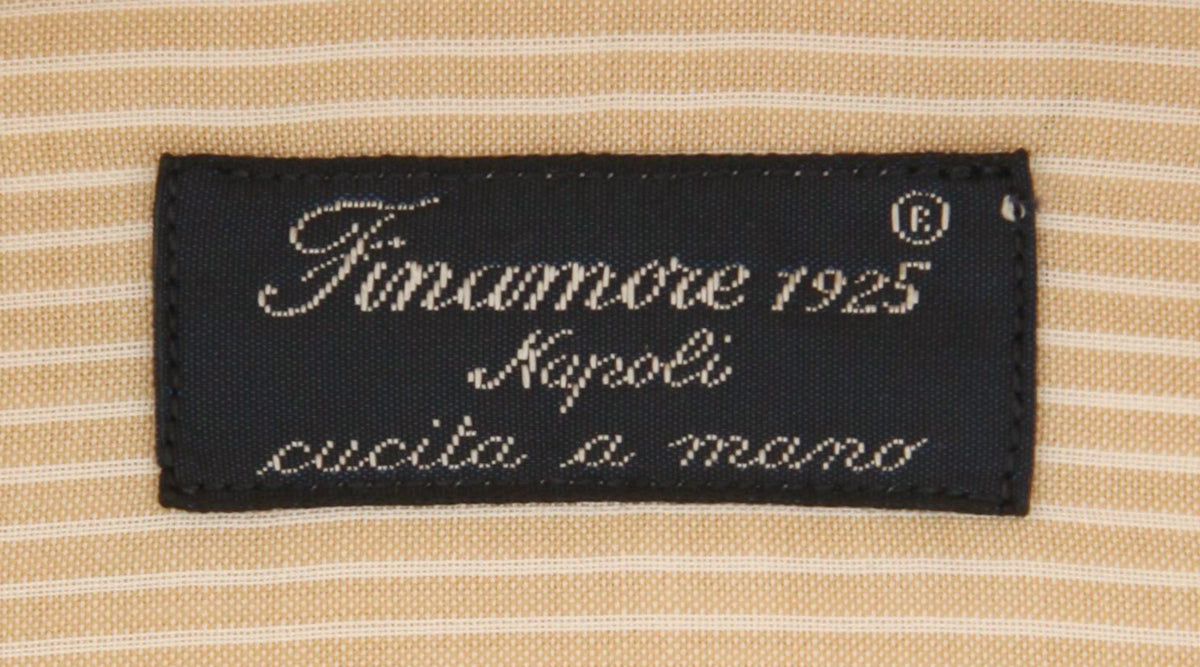 Finamore 1925 ®
Napoli
cucita a mano